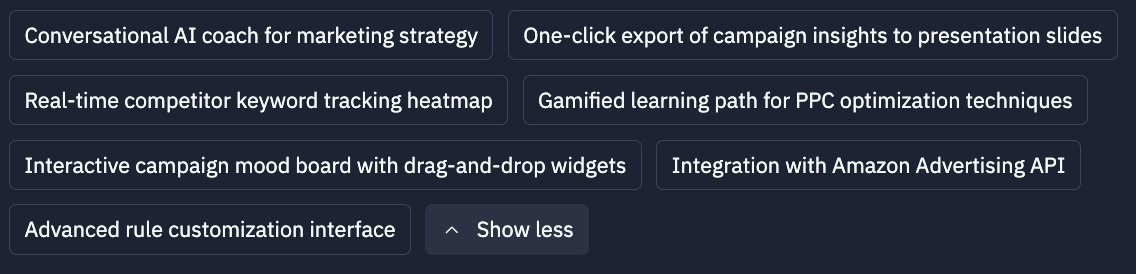 Conversational AI coach for marketing strategy
One-click export of campaign insights to presentation slides
Real-time competitor keyword tracking heatmap
Gamified learning path for PPC optimization techniques
Interactive campaign mood board with drag-and-drop widgets
Integration with Amazon Advertising API
Advanced rule customization interface
Show less